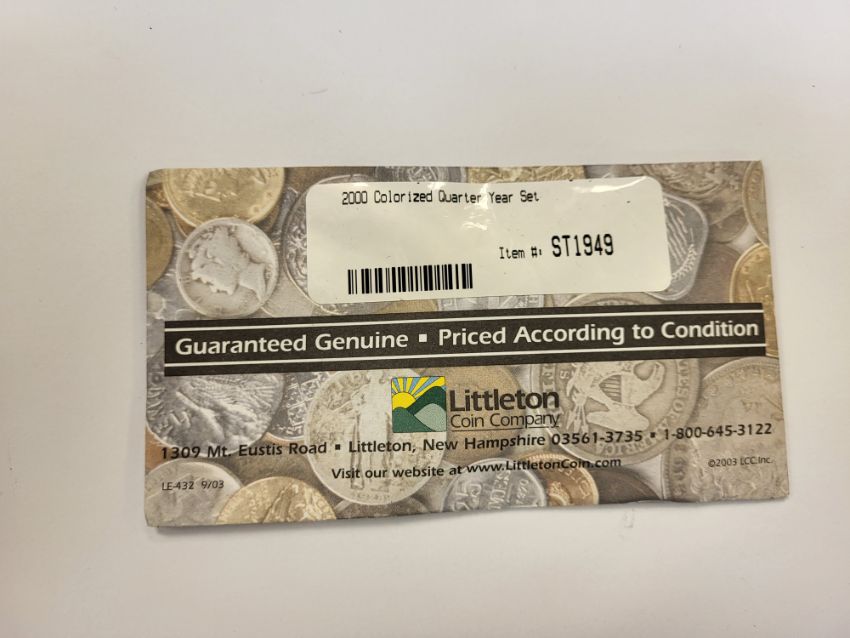 2000 Colorized Quarter Year Set
Item #: ST1949
Guaranteed Genuine ▪ Priced According to Condition
Littleton
Coin Company
1309 Mt. Eustis Road ▪ Littleton, New Hampshire 03561-3735 ▪ 1-800-645-3122
Visit our website at www.LittletonCoin.com
©2003 LCC, Inc.
LE-432 9/03